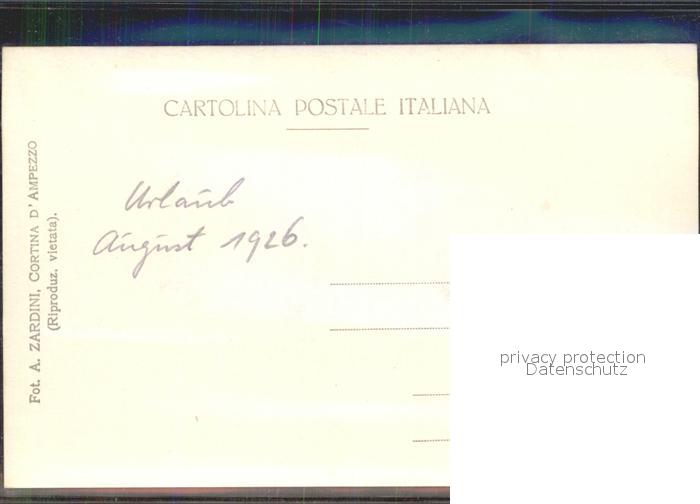 CARTOLINA POSTALE ITALIANA
Urlaub
August 1926.
Fot. A. ZARDINI, CORTINA D'AMPEZZO
(Riproduz. vietata).
privacy protection
Datenschutz